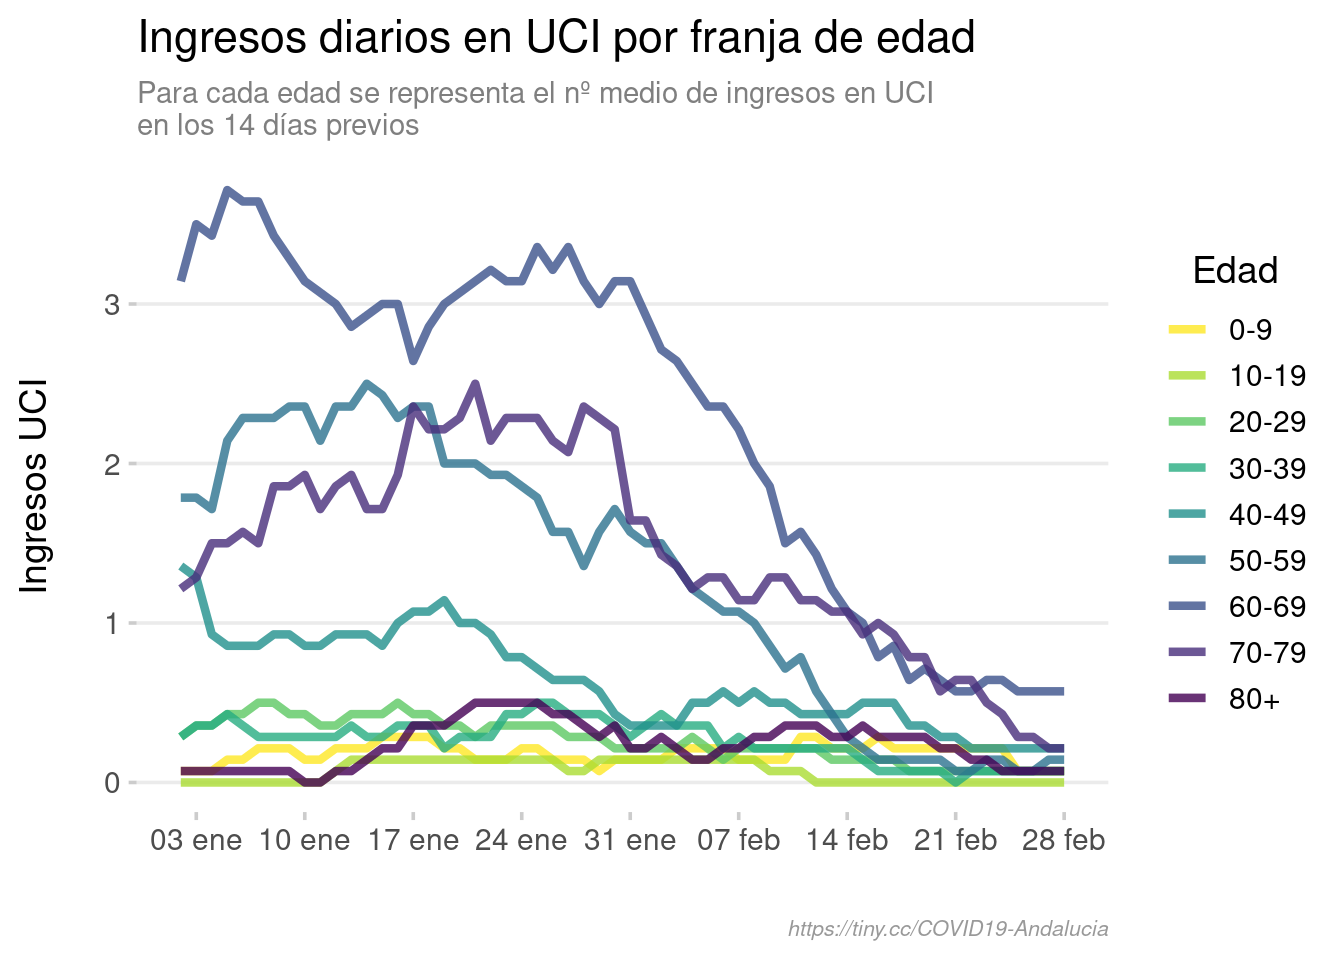 Ingresos diarios en UCI por franja de edad
Para cada edad se representa el nº medio de ingresos en UCI
en los 14 días previos
Ingresos UCI
3
2
1
0
03 ene
10 ene
17 ene
24 ene
31 ene
07 feb
14 feb
21 feb
28 feb
Edad
0-9
10-19
20-29
30-39
40-49
50-59
60-69
70-79
80+
https://tiny.cc/COVID19-Andalucia